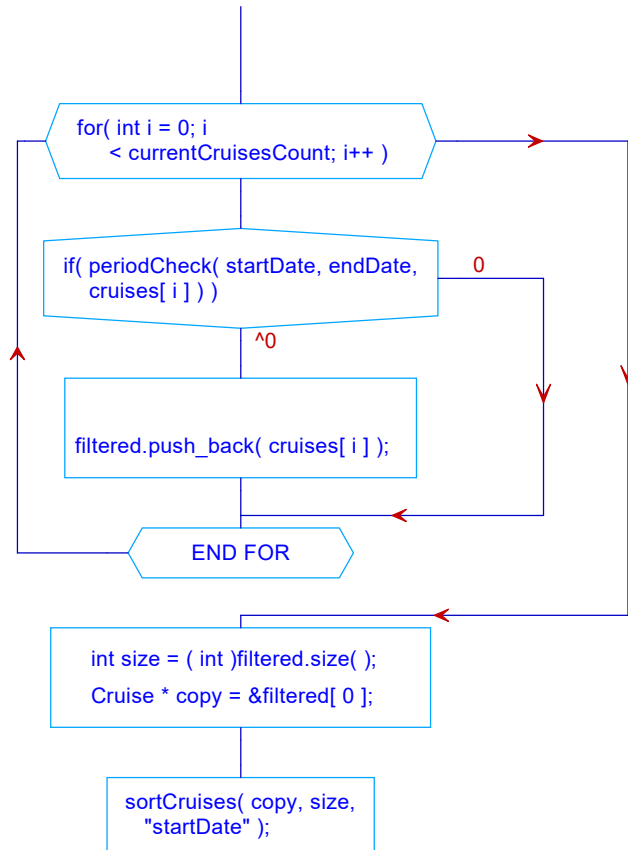 for( int i = 0; i
< currentCruisesCount; i++ )
if( periodCheck( startDate, endDate,
cruises[ i ] ) )
0
^0
filtered.push_back( cruises[ i ] );
END FOR
int size = ( int )filtered.size( );
Cruise * copy = &filtered[ 0 ];
sortCruises( copy, size,
"startDate" );